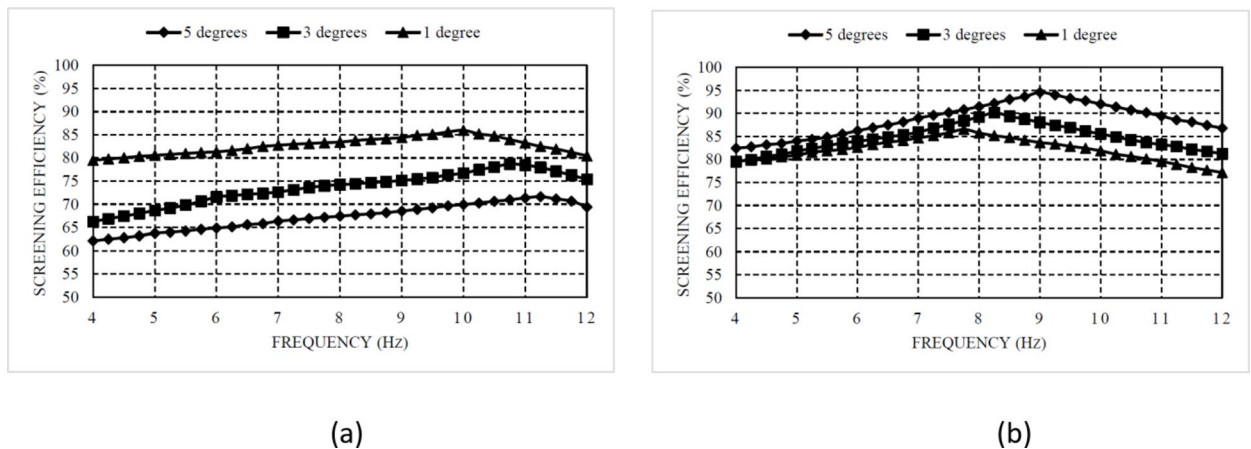 5 degrees 3 degrees 1 degree
100
95
90
85
80
75
70
65
60
55
50
SCREENING EFFICIENCY (%)
4 5 6 7 8 9 10 11 12
FREQUENCY (Hz)
(a)
5 degrees 3 degrees 1 degree
100
95
90
85
80
75
70
65
60
55
50
SCREENING EFFICIENCY (%)
4 5 6 7 8 9 10 11 12
FREQUENCY (Hz)
(b)